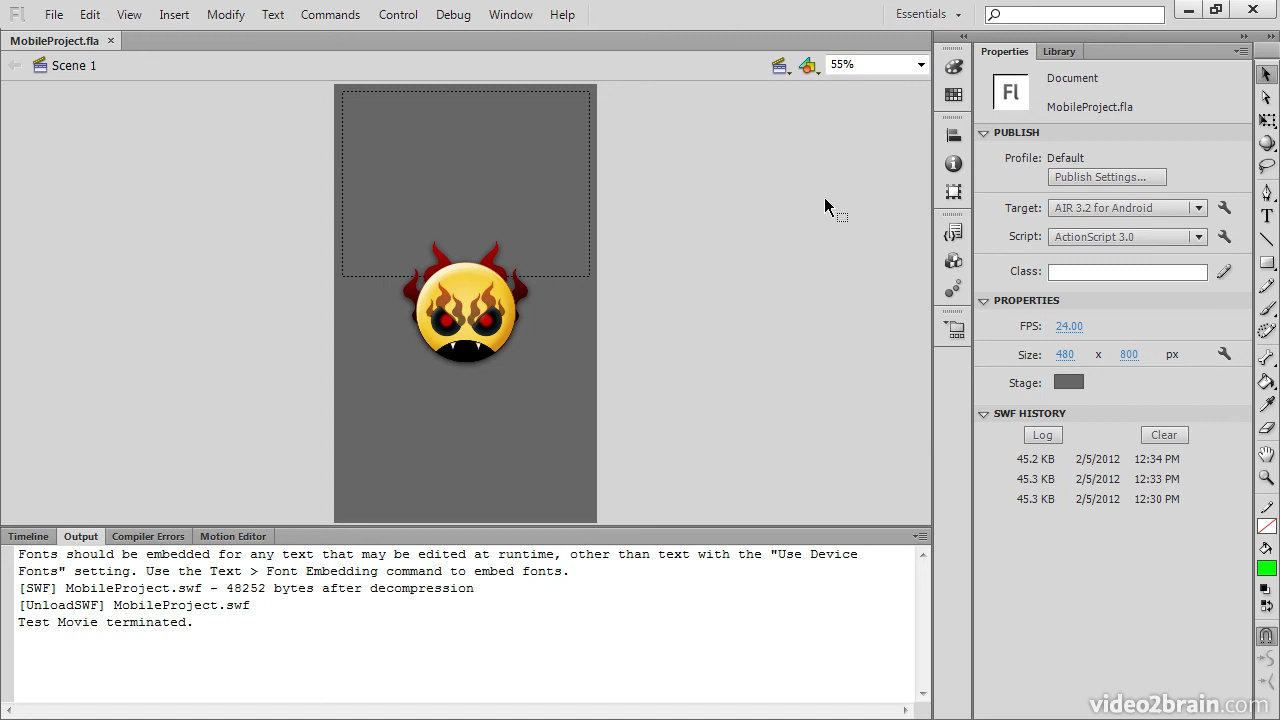 Fl File Edit View Insert Modify Text Commands Control Debug Window Help Essentials
MobileProject.fla ×
Scene 1 55%
Properties Library
Fl Document
MobileProject.fla
PUBLISH
Profile: Default
Publish Settings...
Target: AIR 3.2 for Android
Script: ActionScript 3.0
Class:
PROPERTIES
FPS: 24.00
Size: 480 x 800 px
Stage:
SWF HISTORY
Log Clear
45.2 KB 2/5/2012 12:34 PM
45.3 KB 2/5/2012 12:33 PM
45.3 KB 2/5/2012 12:30 PM
Timeline Output Compiler Errors Motion Editor
Fonts should be embedded for any text that may be edited at runtime, other than text with the "Use Device
Fonts" setting. Use the Text > Font Embedding command to embed fonts.
[SWF] MobileProject.swf - 48252 bytes after decompression
[UnloadSWF] MobileProject.swf
Test Movie terminated.
video2brain.com